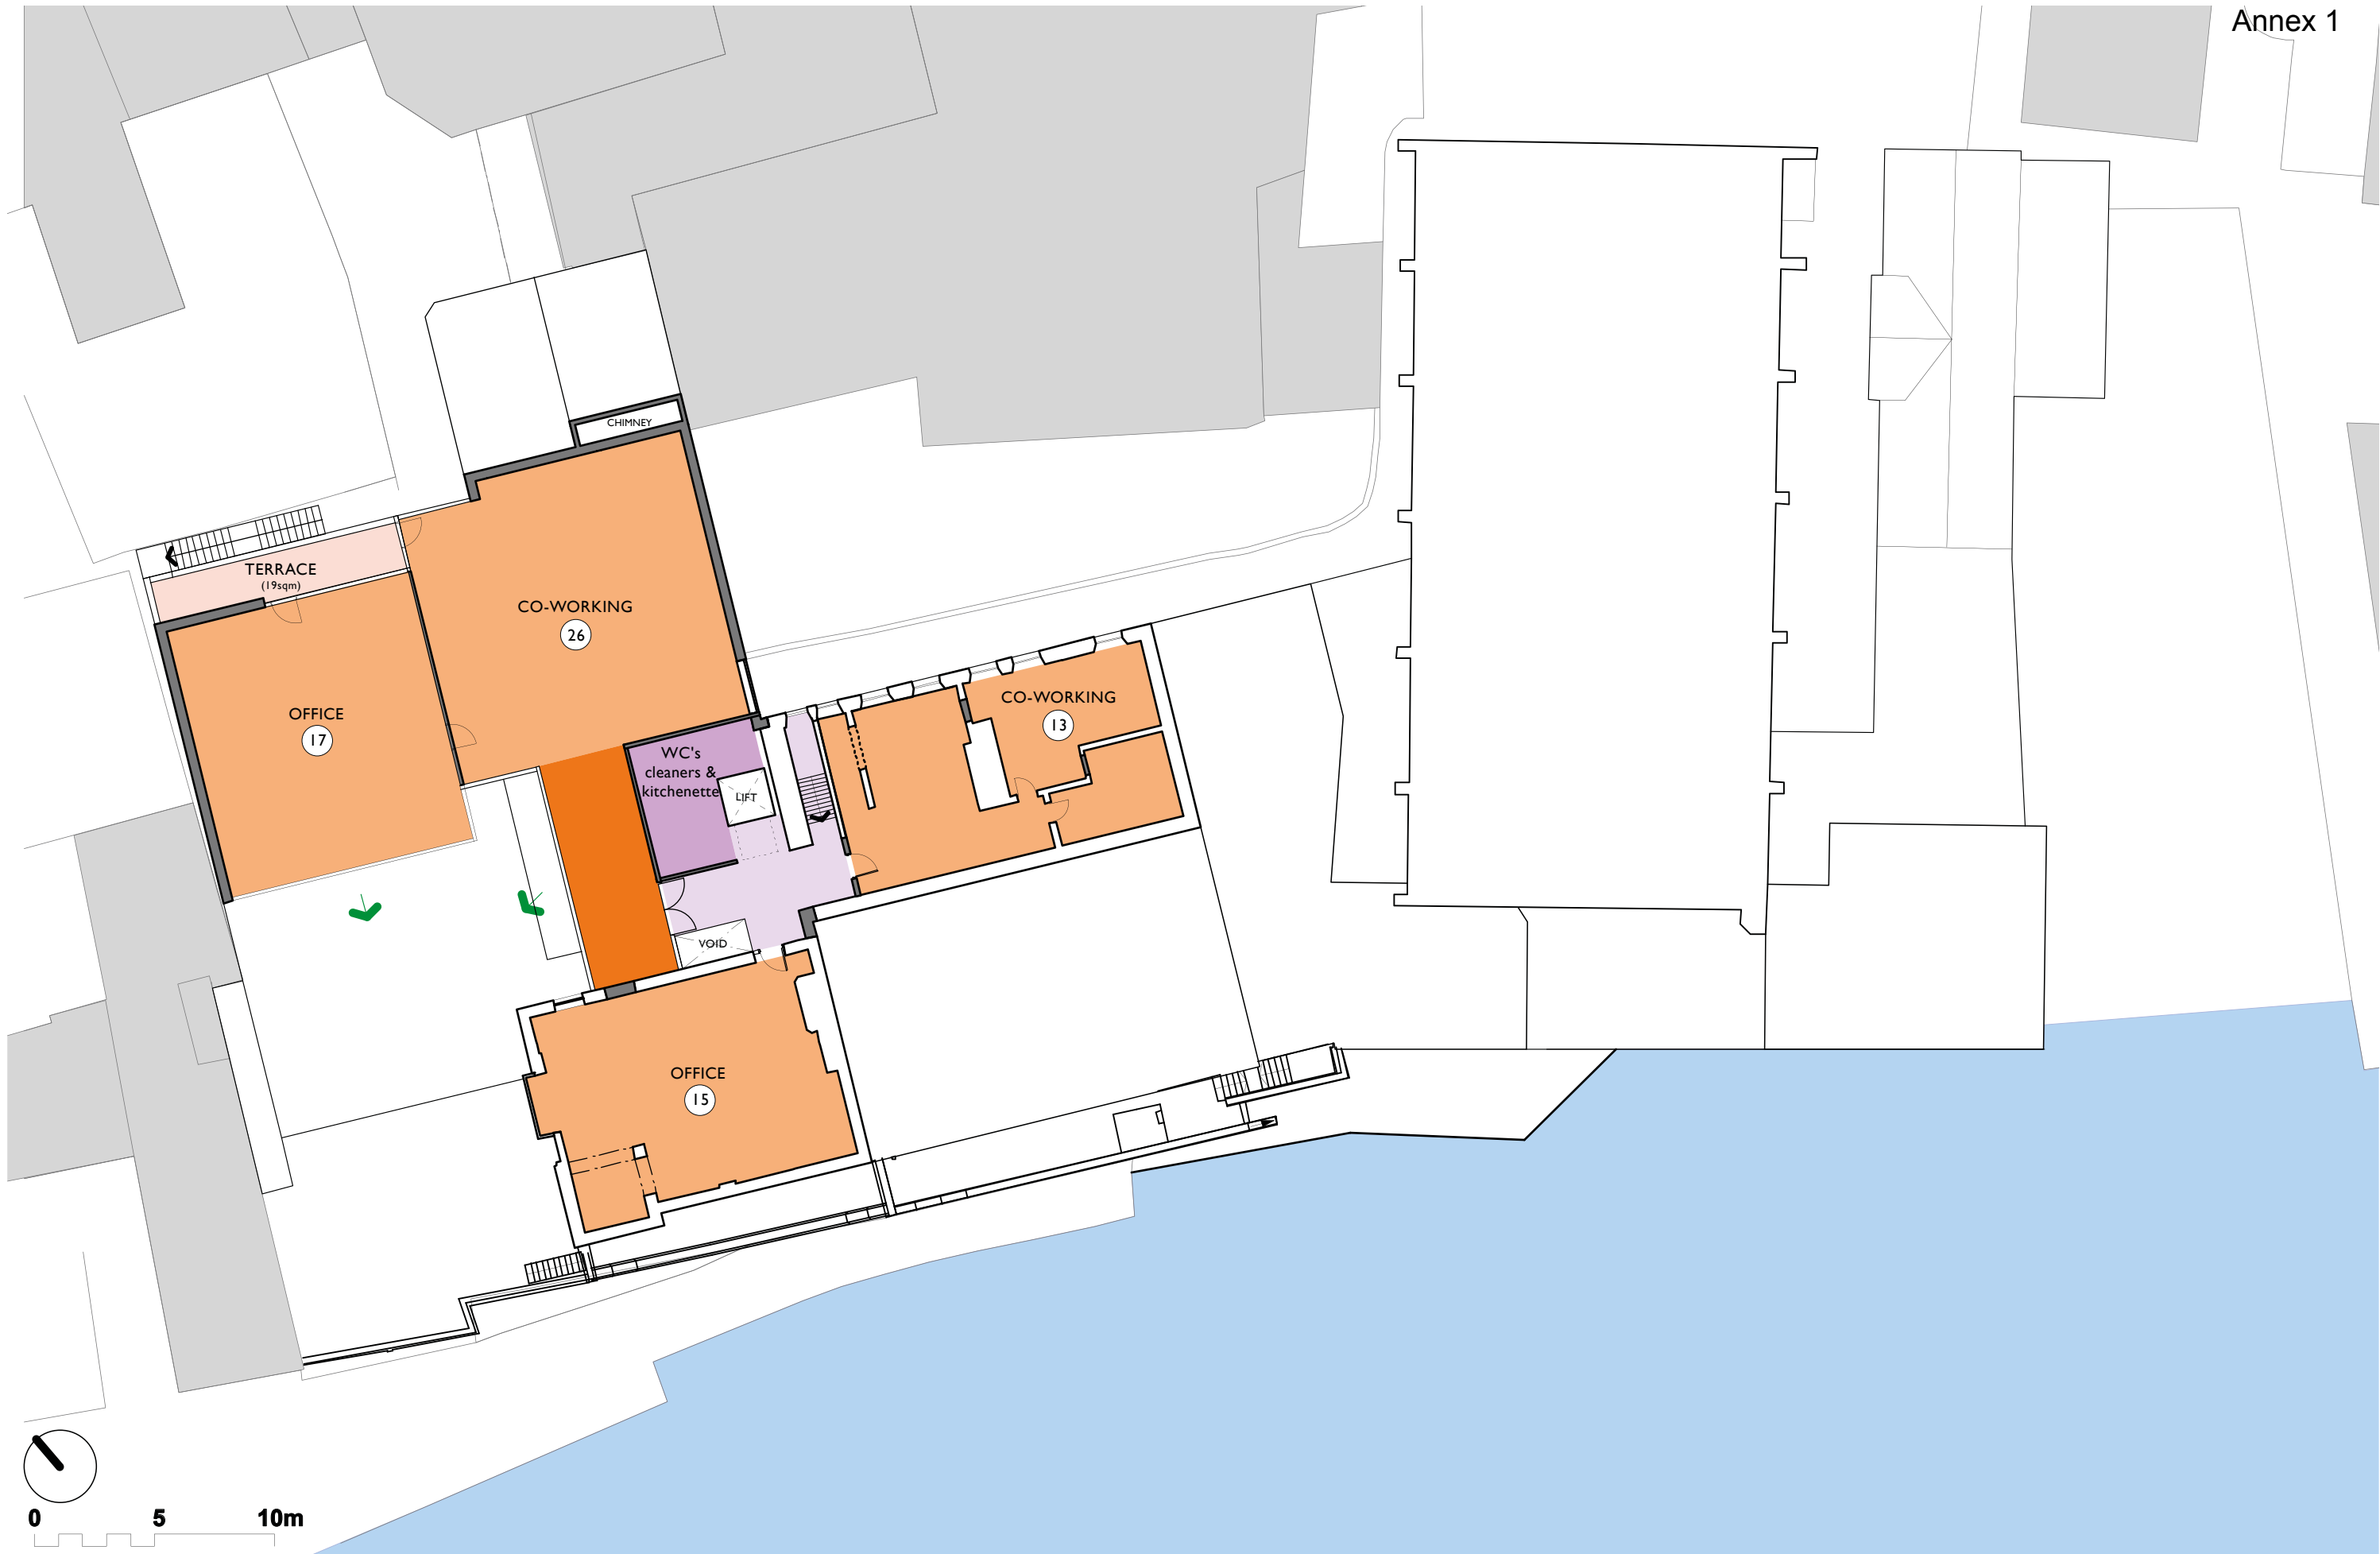 Annex 1
CHIMNEY
TERRACE
(19sqm)
CO-WORKING
26
OFFICE
17
CO-WORKING
13
WC's
cleaners &
kitchenette
LIFT
VOID
OFFICE
15
0 5 10m